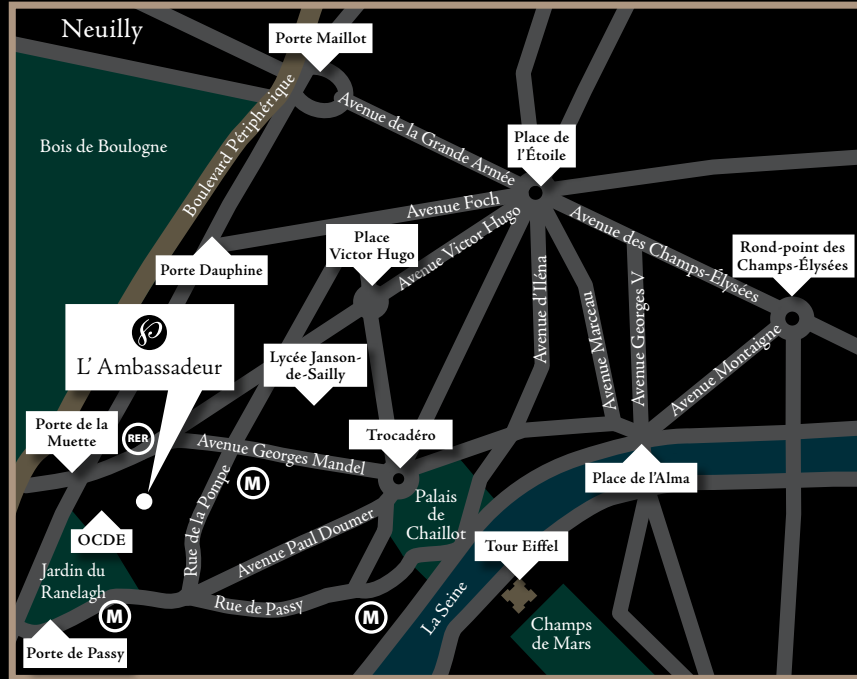 Neuilly
Porte Maillot
Boulevard Périphérique
Avenue de la Grande Armée
Place de
l'Étoile
Bois de Boulogne
Avenue Foch
Place
Victor Hugo
Avenue Victor Hugo
Avenue des Champs-Élysées
Rond-point des
Champs-Élysées
Porte Dauphine
Avenue d'Iléna
Avenue Marceau
Avenue Georges V
Avenue Montaigne
L' Ambassadeur
Lycée Janson-
de-Sailly
Porte de la
Muette
RER
Avenue Georges Mandel
Trocadéro
M
Rue de la Pompe
Place de l'Alma
Palais
de
Chaillot
OCDE
Avenue Paul Doumer
Tour Eiffel
Jardin du
Ranelagh
Rue de Passy
La Seine
M
M
Champs
de Mars
Porte de Passy